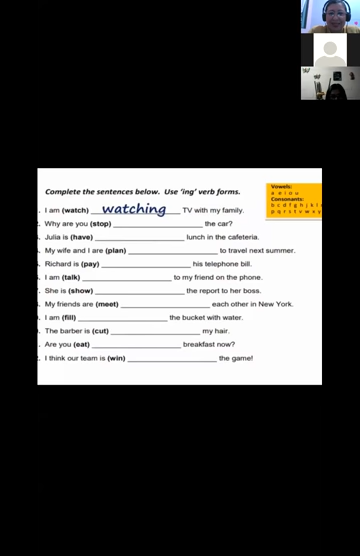 Complete the sentences below. Use 'ing' verb forms.
Vowels:
a e i o u
Consonants:
b c d f g h j k l
p q r s t v w x y
I am (watch) watching TV with my family.
Why are you (stop) the car?
Julia is (have) lunch in the cafeteria.
My wife and I are (plan) to travel next summer.
Richard is (pay) his telephone bill.
I am (talk) to my friend on the phone.
She is (show) the report to her boss.
My friends are (meet) each other in New York.
I am (fill) the bucket with water.
The barber is (cut) my hair.
Are you (eat) breakfast now?
I think our team is (win) the game!